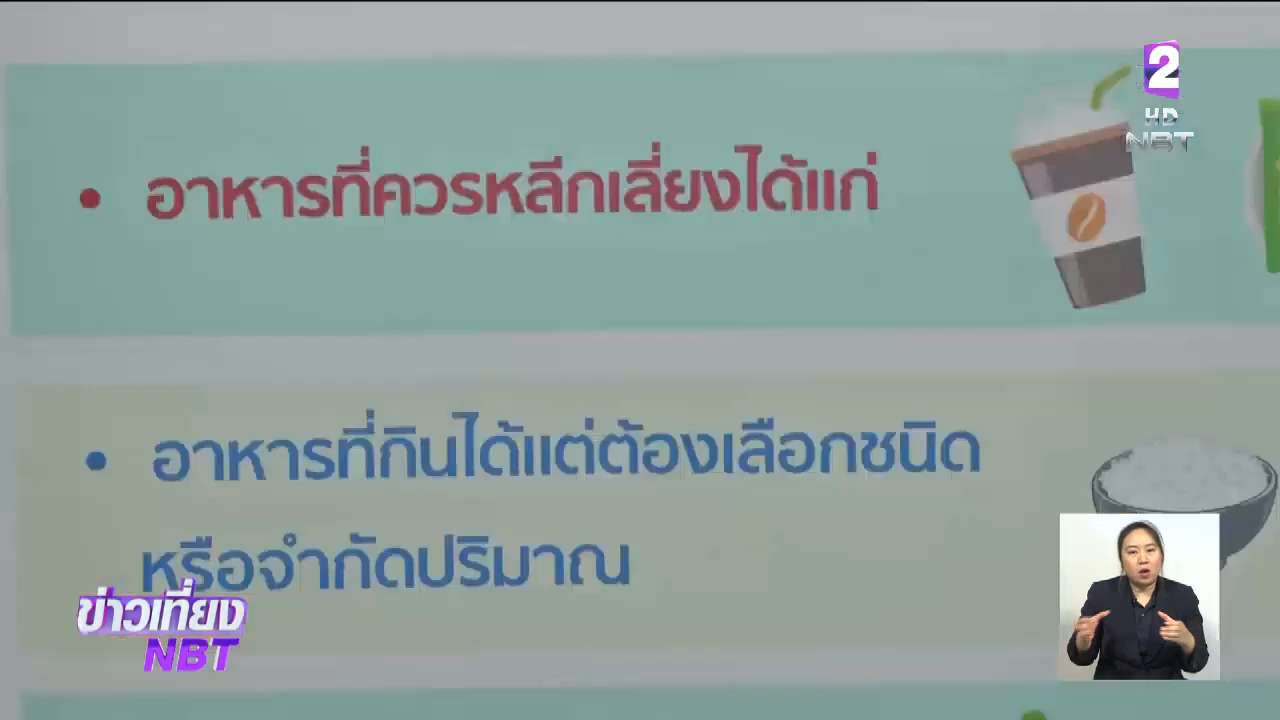 2
HD
NBT
• อาหารที่ควรหลีกเลี่ยงได้แก่
• อาหารที่กินได้แต่ต้องเลือกชนิด
หรือจำกัดปริมาณ
ข่าวเที่ยง
NBT